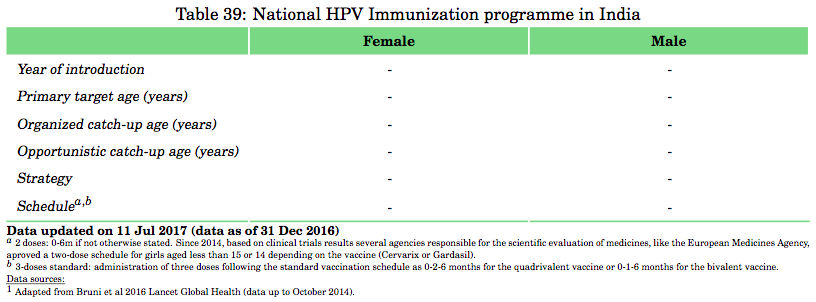 Table 39: National HPV Immunization programme in India
Female Male
Year of introduction - -
Primary target age (years) - -
Organized catch-up age (years) - -
Opportunistic catch-up age (years) - -
Strategy - -
Schedule^a,b - -
Data updated on 11 Jul 2017 (data as of 31 Dec 2016)
a 2 doses: 0-6m if not otherwise stated. Since 2014, based on clinical trials results several agencies responsible for the scientific evaluation of medicines, like the European Medicines Agency,
aproved a two-dose schedule for girls aged less than 15 or 14 depending on the vaccine (Cervarix or Gardasil).
b 3-doses standard: administration of three doses following the standard vaccination schedule as 0-2-6 months for the quadrivalent vaccine or 0-1-6 months for the bivalent vaccine.
Data sources:
1 Adapted from Bruni et al 2016 Lancet Global Health (data up to October 2014).